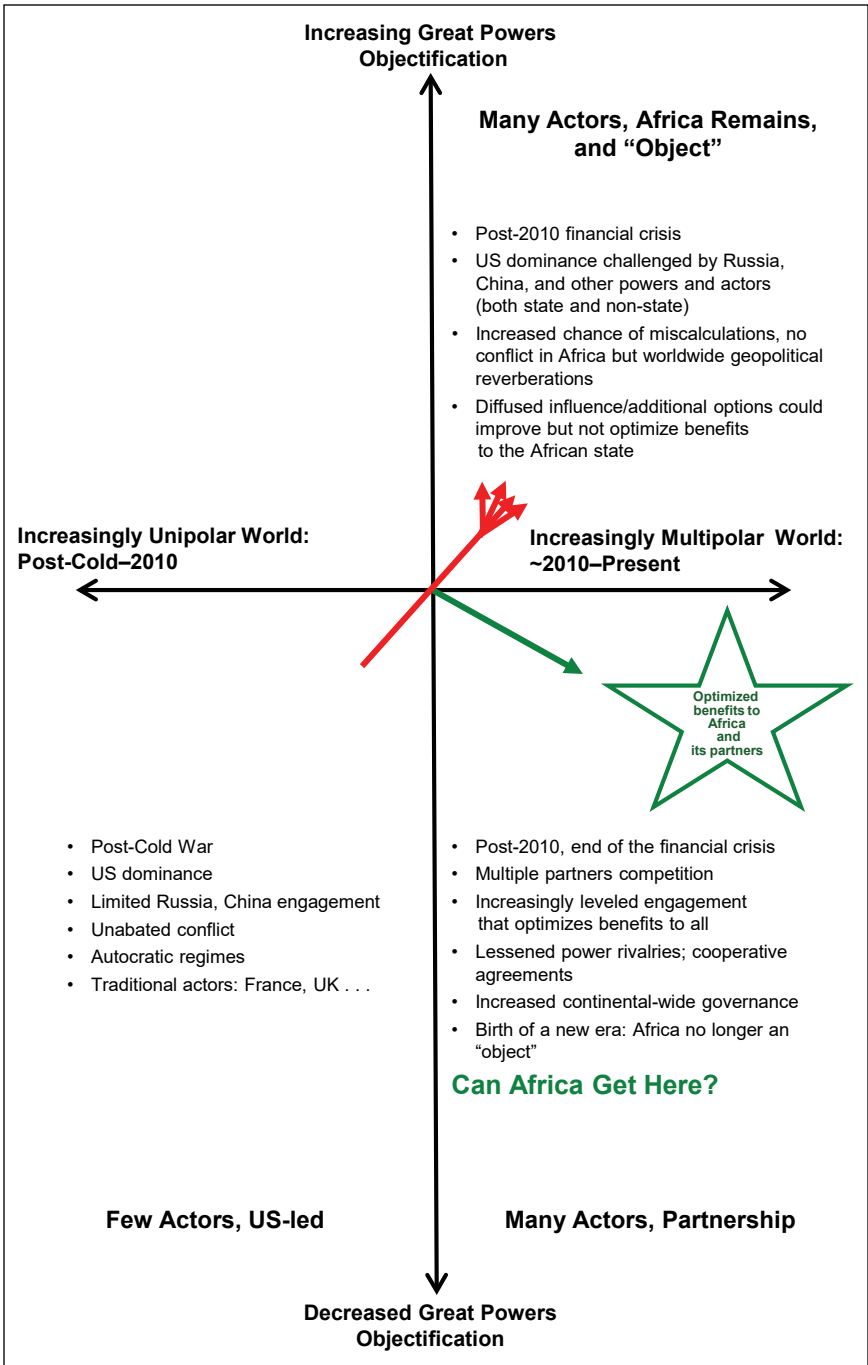 Increasing Great Powers
Objectification
Many Actors, Africa Remains,
and “Object”
• Post-2010 financial crisis
• US dominance challenged by Russia,
China, and other powers and actors
(both state and non-state)
• Increased chance of miscalculations, no
conflict in Africa but worldwide geopolitical
reverberations
• Diffused influence/additional options could
improve but not optimize benefits
to the African state
Increasingly Unipolar World:
Post-Cold–2010
Increasingly Multipolar World:
~2010–Present
Optimized
benefits to
Africa
and
its partners
• Post-Cold War
• US dominance
• Limited Russia, China engagement
• Unabated conflict
• Autocratic regimes
• Traditional actors: France, UK . . .
• Post-2010, end of the financial crisis
• Multiple partners competition
• Increasingly leveled engagement
that optimizes benefits to all
• Lessened power rivalries; cooperative
agreements
• Increased continental-wide governance
• Birth of a new era: Africa no longer an
“object”
Can Africa Get Here?
Few Actors, US-led
Many Actors, Partnership
Decreased Great Powers
Objectification